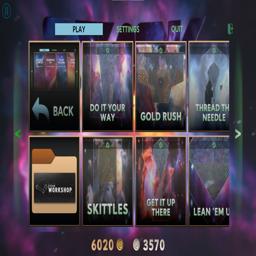 PLAY SETTINGS QUIT
BACK
DO IT YOUR
WAY
GOLD RUSH
THREAD TH
NEEDLE
WORKSHOP
SKITTLES
GET IT UP
THERE
LEAN 'EM U
6020 3570